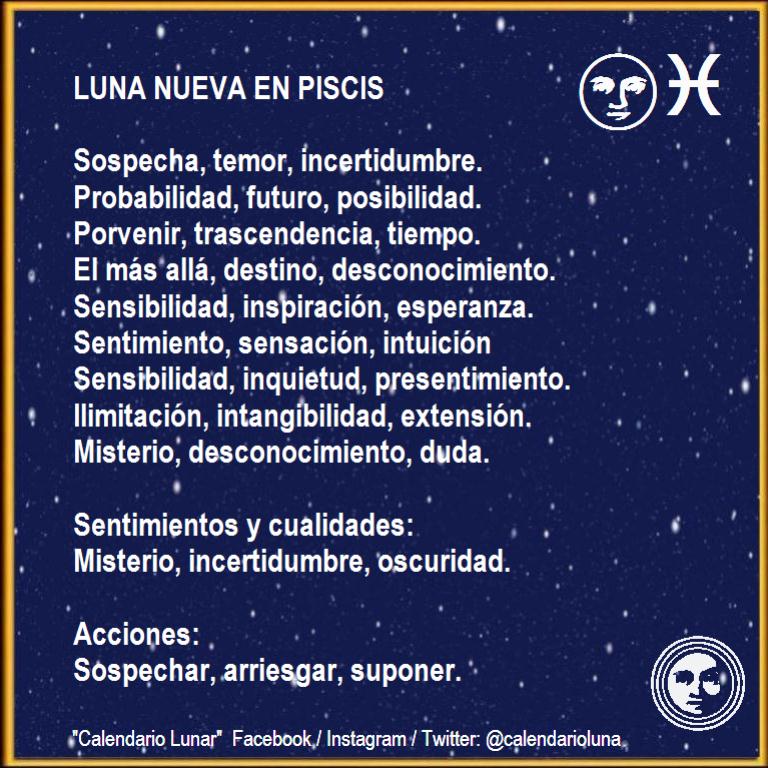 LUNA NUEVA EN PISCIS
Sospecha, temor, incertidumbre.
Probabilidad, futuro, posibilidad.
Porvenir, trascendencia, tiempo.
El más allá, destino, desconocimiento.
Sensibilidad, inspiración, esperanza.
Sentimiento, sensación, intuición
Sensibilidad, inquietud, presentimiento.
Ilimitación, intangibilidad, extensión.
Misterio, desconocimiento, duda.
Sentimientos y cualidades:
Misterio, incertidumbre, oscuridad.
Acciones:
Sospechar, arriesgar, suponer.
"Calendario Lunar" Facebook / Instagram / Twitter: @calendarioluna